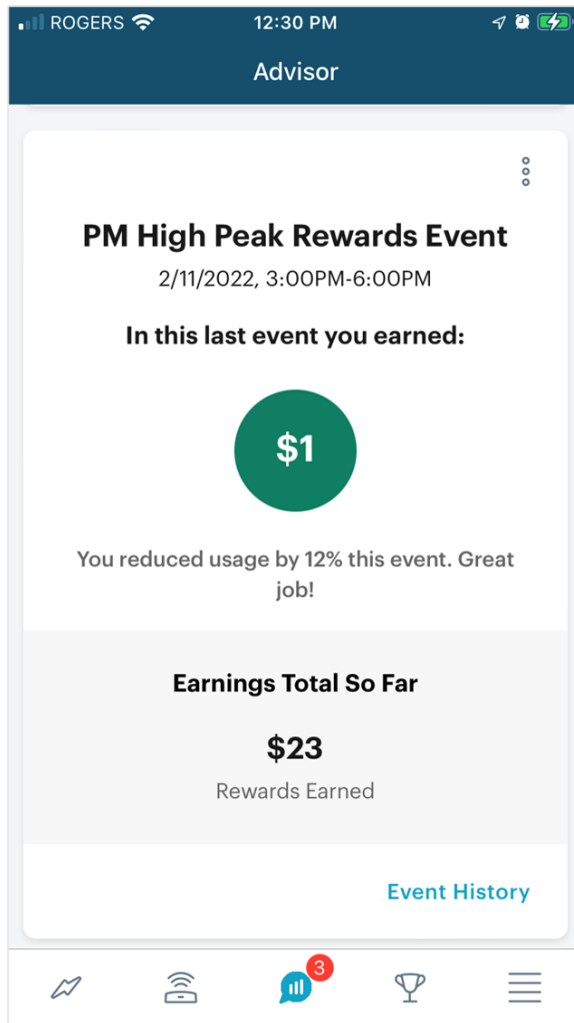 ROGERS 12:30 PM
Advisor
PM High Peak Rewards Event
2/11/2022, 3:00PM-6:00PM
In this last event you earned:
$1
You reduced usage by 12% this event. Great
job!
Earnings Total So Far
$23
Rewards Earned
Event History
3